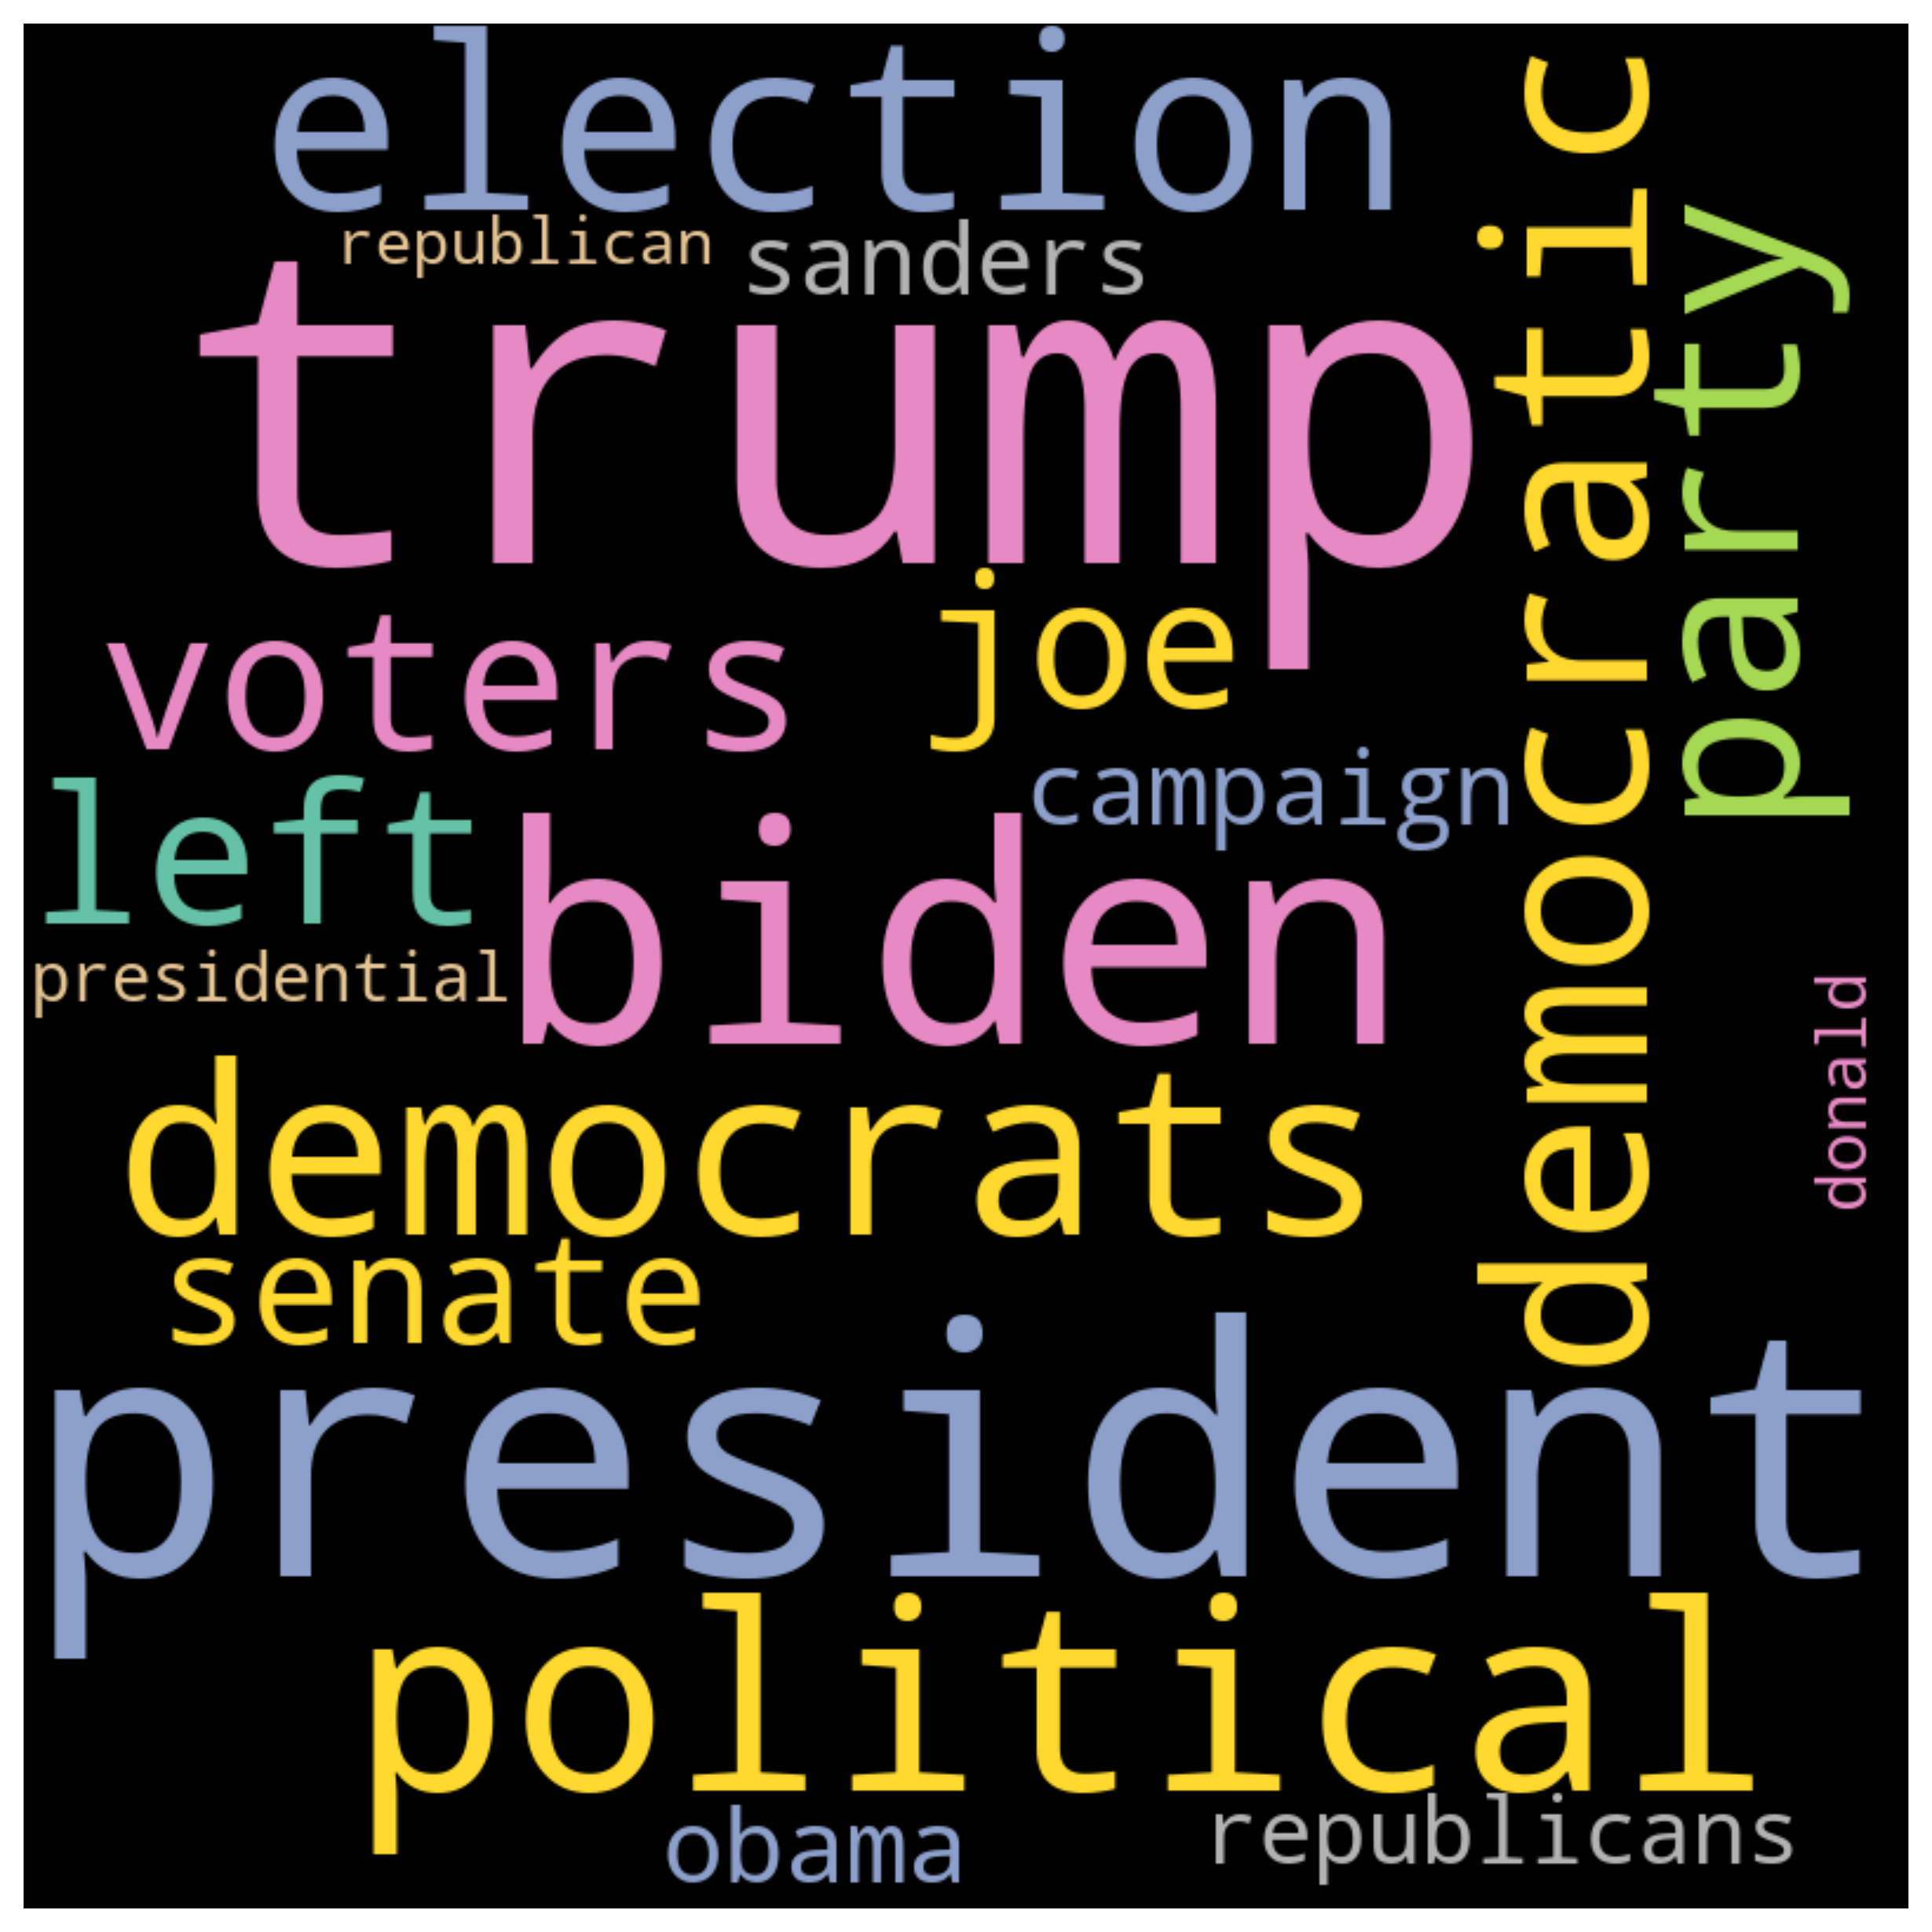 election
republican
sanders
trump
democratic
party
voters
joe
campaign
left
biden
presidential
donald
democrats
senate
president
political
obama
republicans